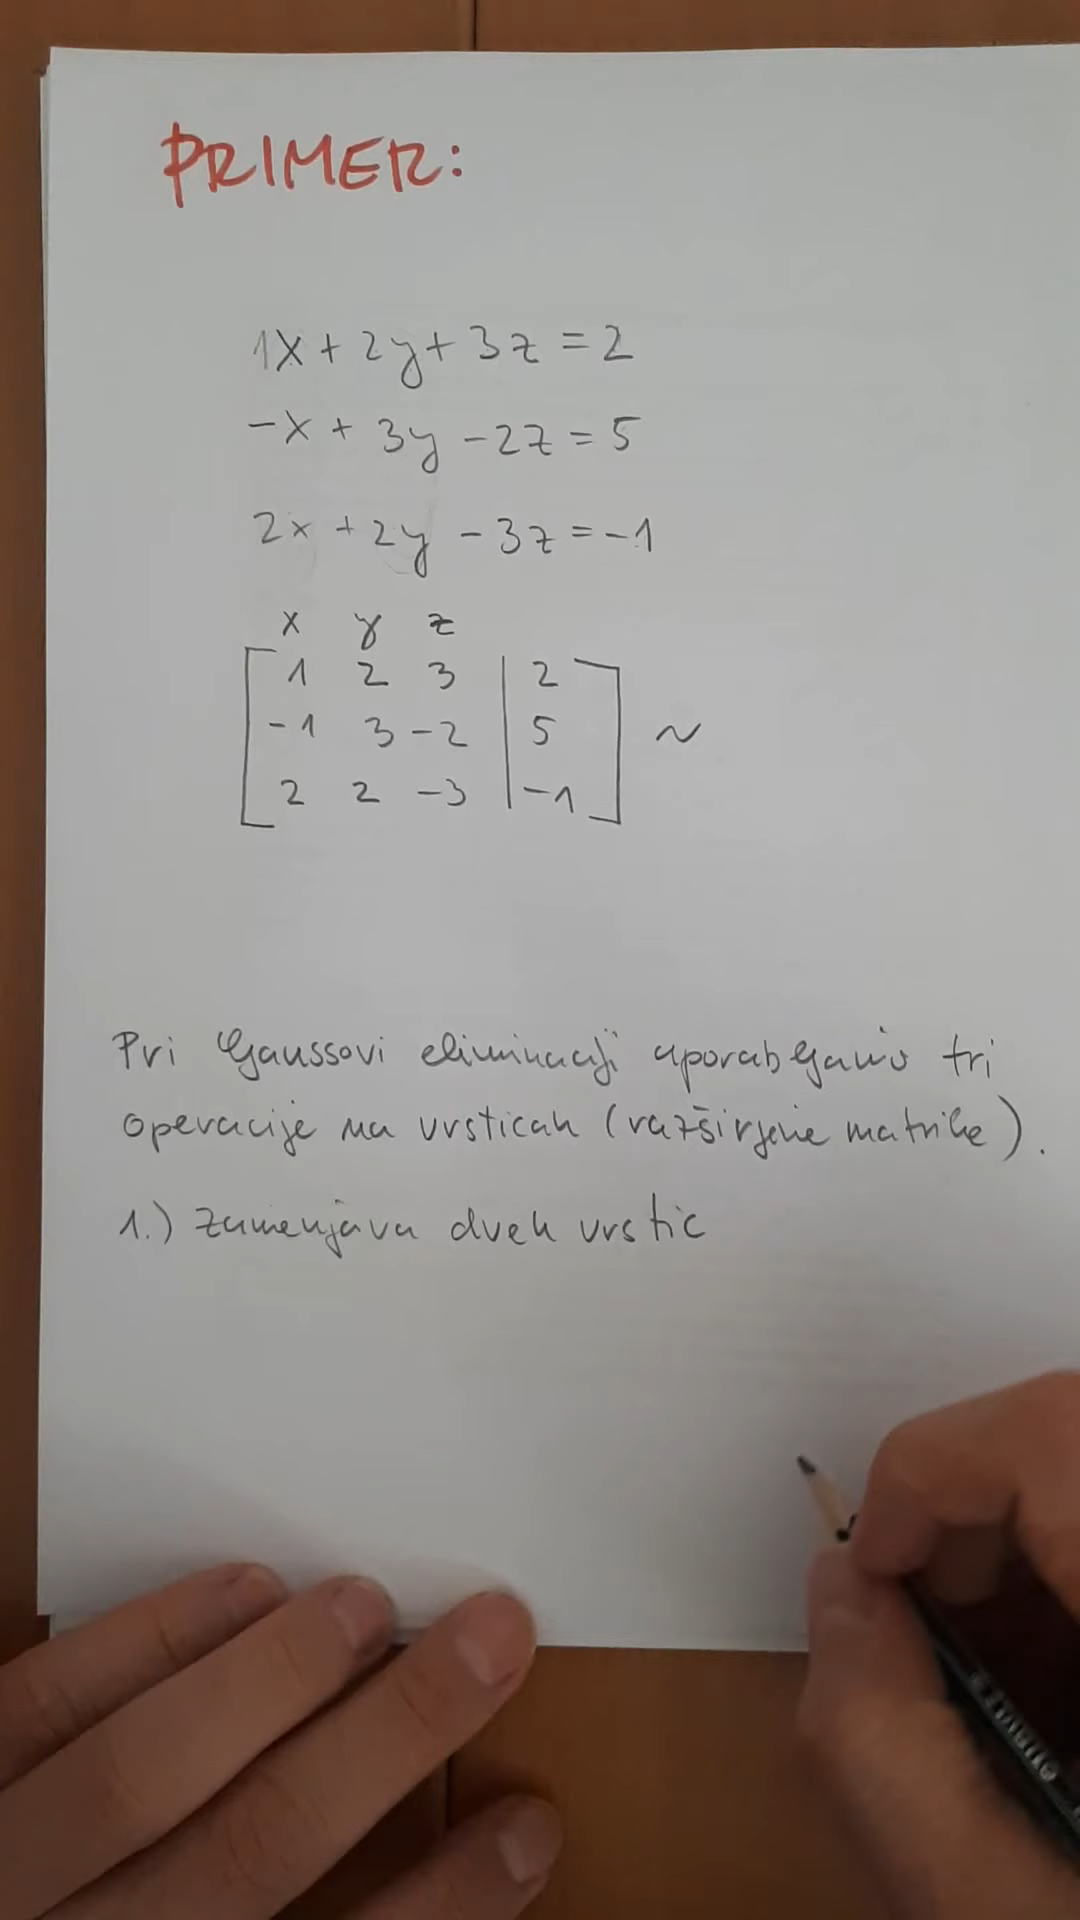 PRIMER:
1x + 2y + 3z = 2
-x + 3y - 2z = 5
2x + 2y - 3z = -1
x y z
1 2 3 | 2
-1 3 -2 | 5 ~
2 2 -3 | -1
Pri Gaussovi eliminaciji uporabljamo tri
operacije na vrsticah (razširjene matrike).
1.) zamenjava dveh vrstic